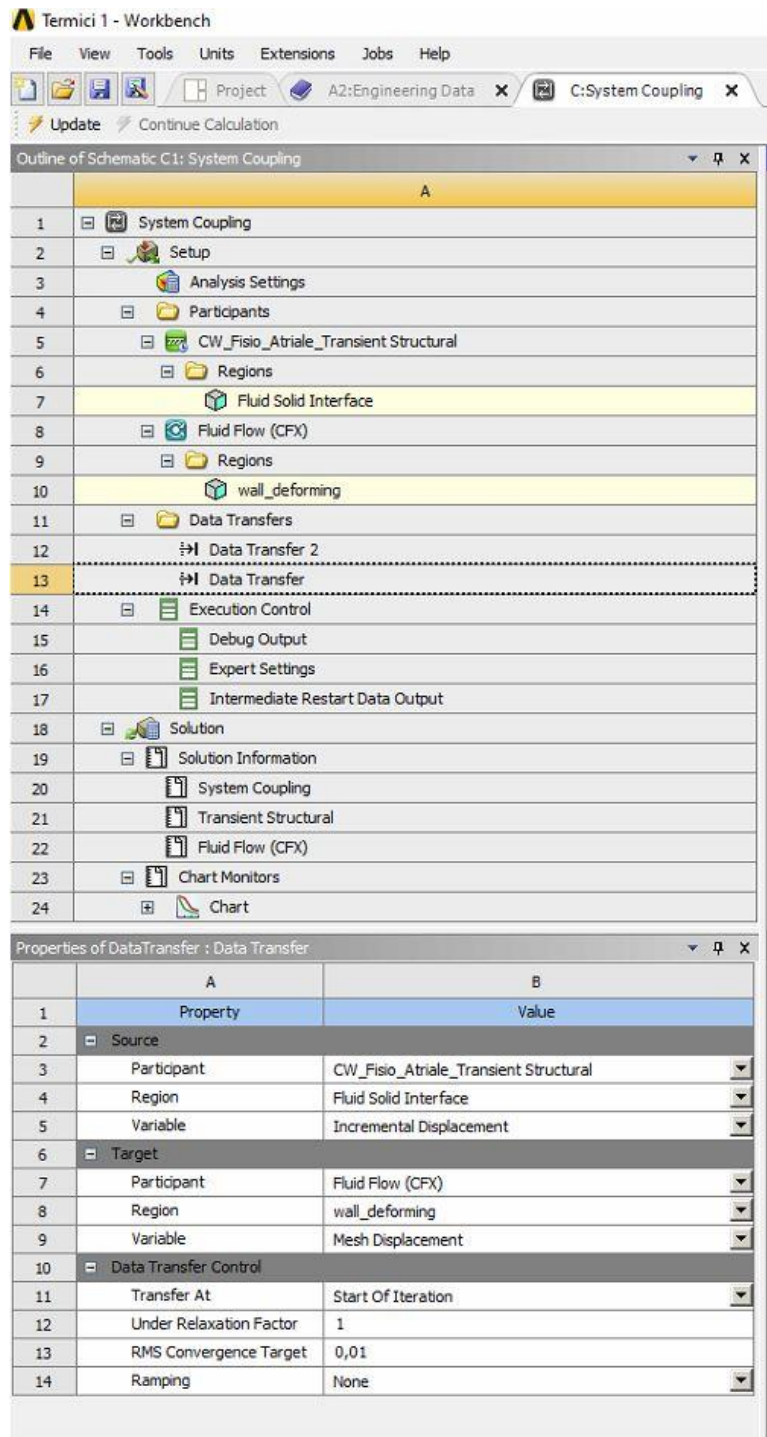 Termici 1 - Workbench
File View Tools Units Extensions Jobs Help
Project A2:Engineering Data C:System Coupling
Update Continue Calculation
Outline of Schematic C1: System Coupling
A
1 System Coupling
2 Setup
3 Analysis Settings
4 Participants
5 CW_Fisio_Atriale_Transient Structural
6 Regions
7 Fluid Solid Interface
8 Fluid Flow (CFX)
9 Regions
10 wall_deforming
11 Data Transfers
12 Data Transfer 2
13 Data Transfer
14 Execution Control
15 Debug Output
16 Expert Settings
17 Intermediate Restart Data Output
18 Solution
19 Solution Information
20 System Coupling
21 Transient Structural
22 Fluid Flow (CFX)
23 Chart Monitors
24 Chart
Properties of DataTransfer : Data Transfer
A B
1 Property Value
2 Source
3 Participant CW_Fisio_Atriale_Transient Structural
4 Region Fluid Solid Interface
5 Variable Incremental Displacement
6 Target
7 Participant Fluid Flow (CFX)
8 Region wall_deforming
9 Variable Mesh Displacement
10 Data Transfer Control
11 Transfer At Start Of Iteration
12 Under Relaxation Factor 1
13 RMS Convergence Target 0,01
14 Ramping None